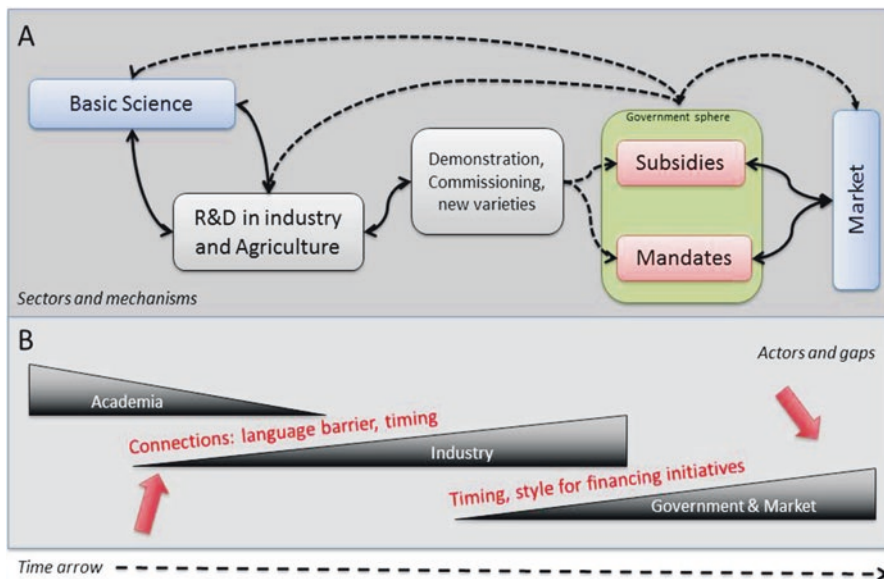 A
Basic Science
R&D in industry
and Agriculture
Demonstration,
Commissioning,
new varieties
Government sphere
Subsidies
Mandates
Market
Sectors and mechanisms
B
Actors and gaps
Academia
Connections: language barrier, timing
Industry
Timing, style for financing initiatives
Government & Market
Time arrow